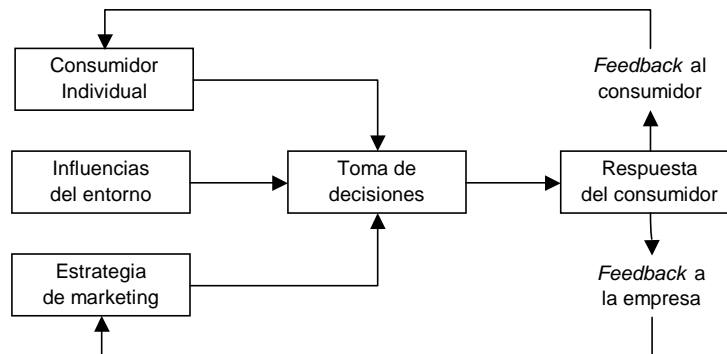 Consumidor
Individual
Feedback al
consumidor
Influencias
del entorno
Toma de
decisiones
Respuesta
del consumidor
Estrategia
de marketing
Feedback a
la empresa